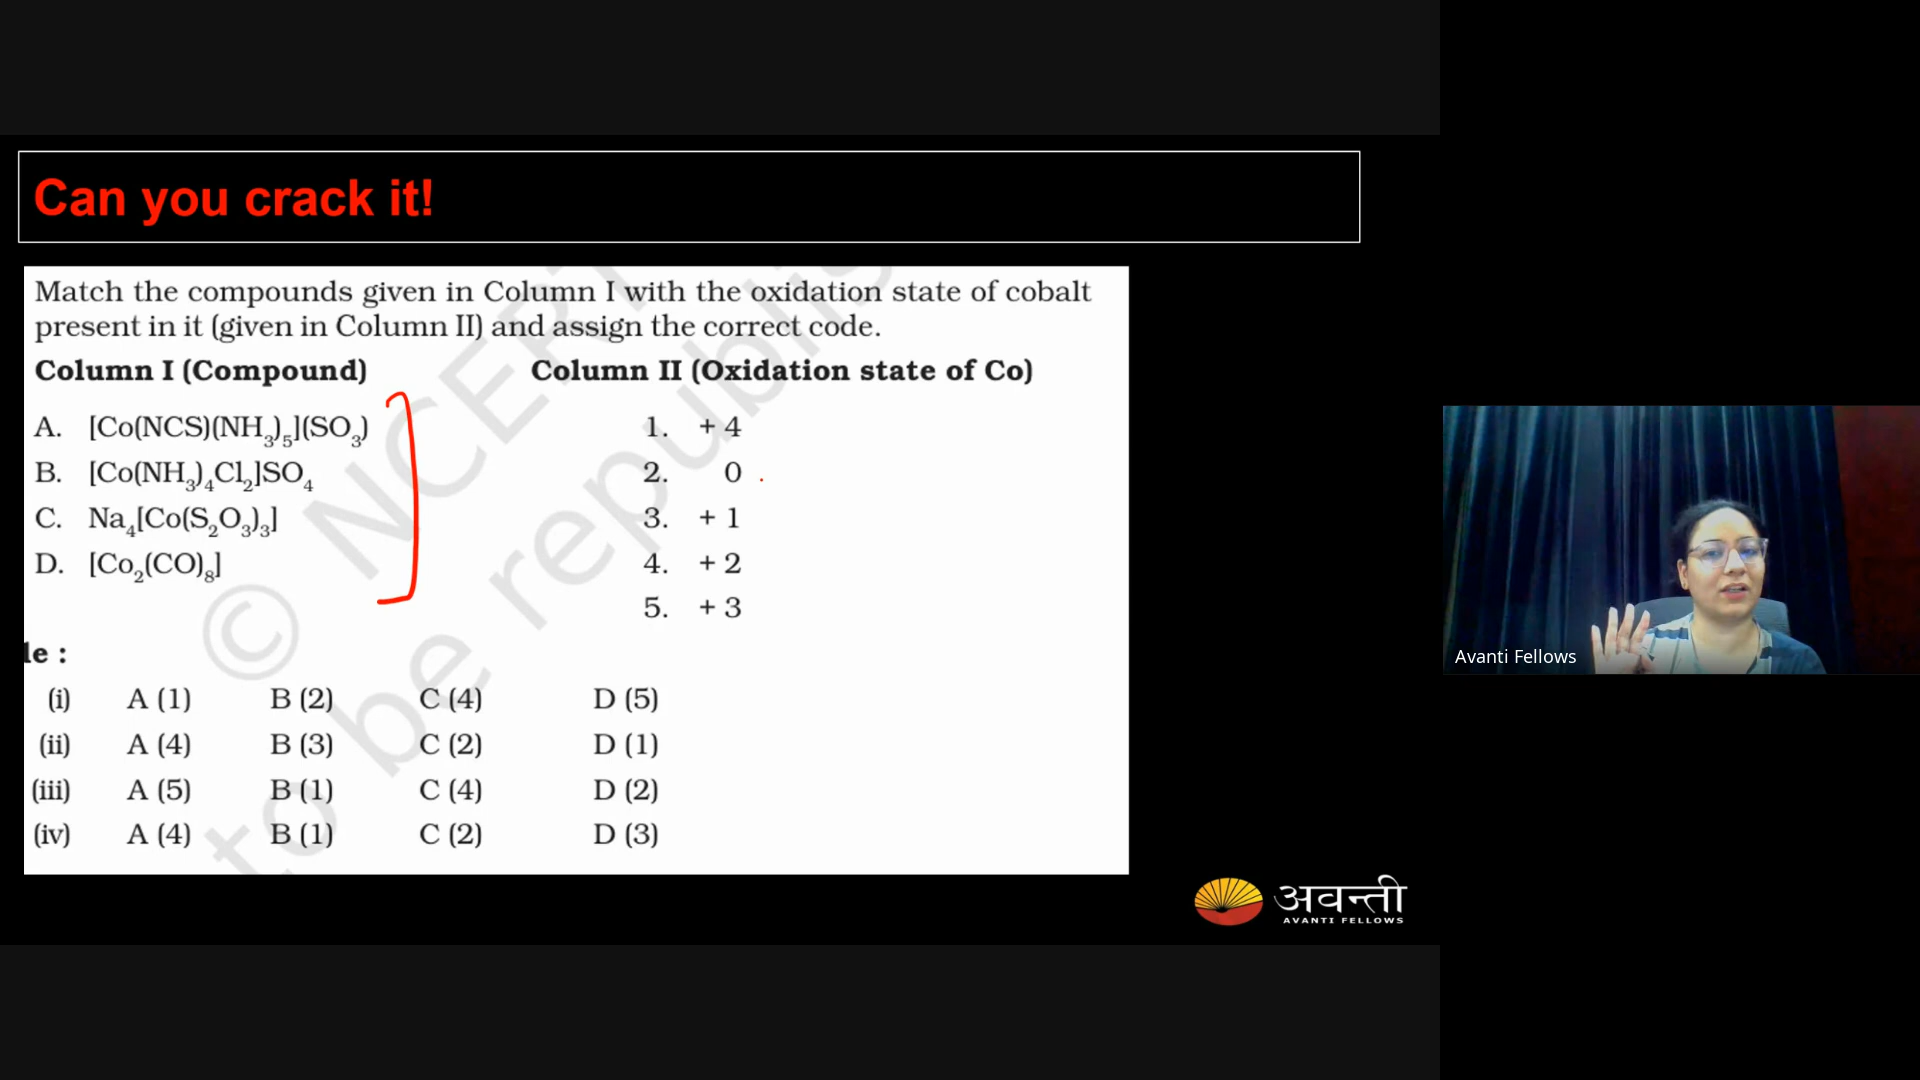 Can you crack it!
Match the compounds given in Column I with the oxidation state of cobalt
present in it (given in Column II) and assign the correct code.
Column I (Compound) Column II (Oxidation state of Co)
A. [Co(NCS)(NH₃)₅](SO₃) 1. + 4
B. [Co(NH₃)₄Cl₂]SO₄ 2. 0
C. Na₄[Co(S₂O₃)₃] 3. + 1
D. [Co₂(CO)₈] 4. + 2
5. + 3
le :
(i) A (1) B (2) C (4) D (5)
(ii) A (4) B (3) C (2) D (1)
(iii) A (5) B (1) C (4) D (2)
(iv) A (4) B (1) C (2) D (3)
© NCERT
to be republis
अवन्ती
AVANTI FELLOWS
Avanti Fellows